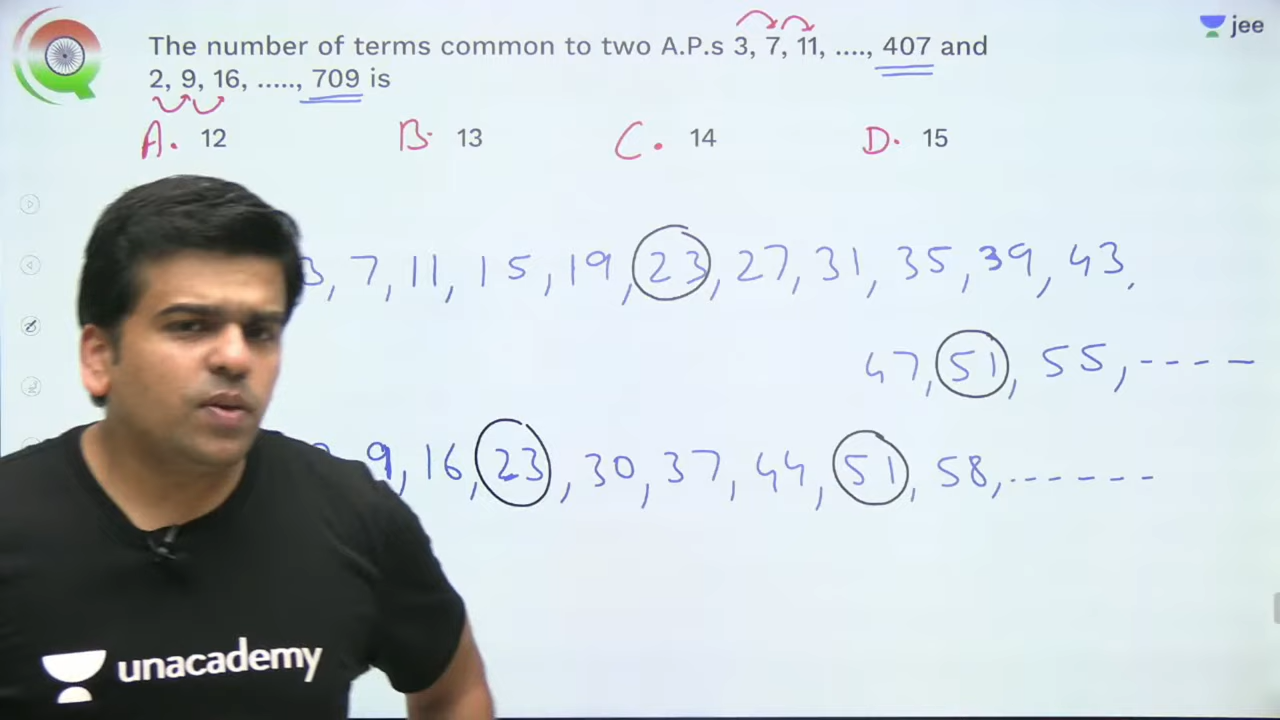 The number of terms common to two A.P.s 3, 7, 11, ...., 407 and
2, 9, 16, ....., 709 is
A. 12 B. 13 C. 14 D. 15
jee
3, 7, 11, 15, 19, 23, 27, 31, 35, 39, 43,
47, 51, 55, ----
9, 16, 23, 30, 37, 44, 51, 58, ------
unacademy